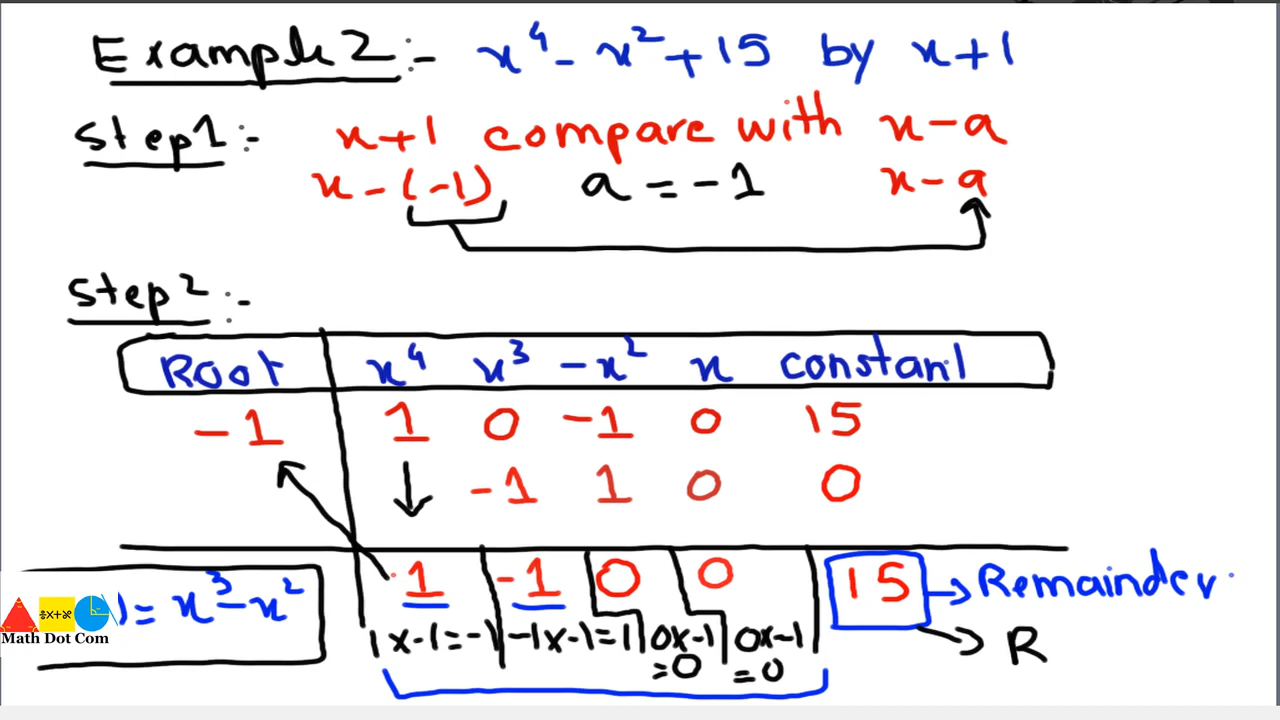 Example 2:- x⁴ - x² + 15 by x+1
Step 1:- x+1 compare with x-a
x-(-1) a = -1 x-a
Step 2:-
Root x⁴ x³ -x² x constant
-1 1 0 -1 0 15
↓ -1 1 0 0
1 -1 0 0 15 → Remainder
) = x³-x²
1x-1=-1 -1x-1=1 0x-1=0 0x-1=0 → R
Math Dot Com